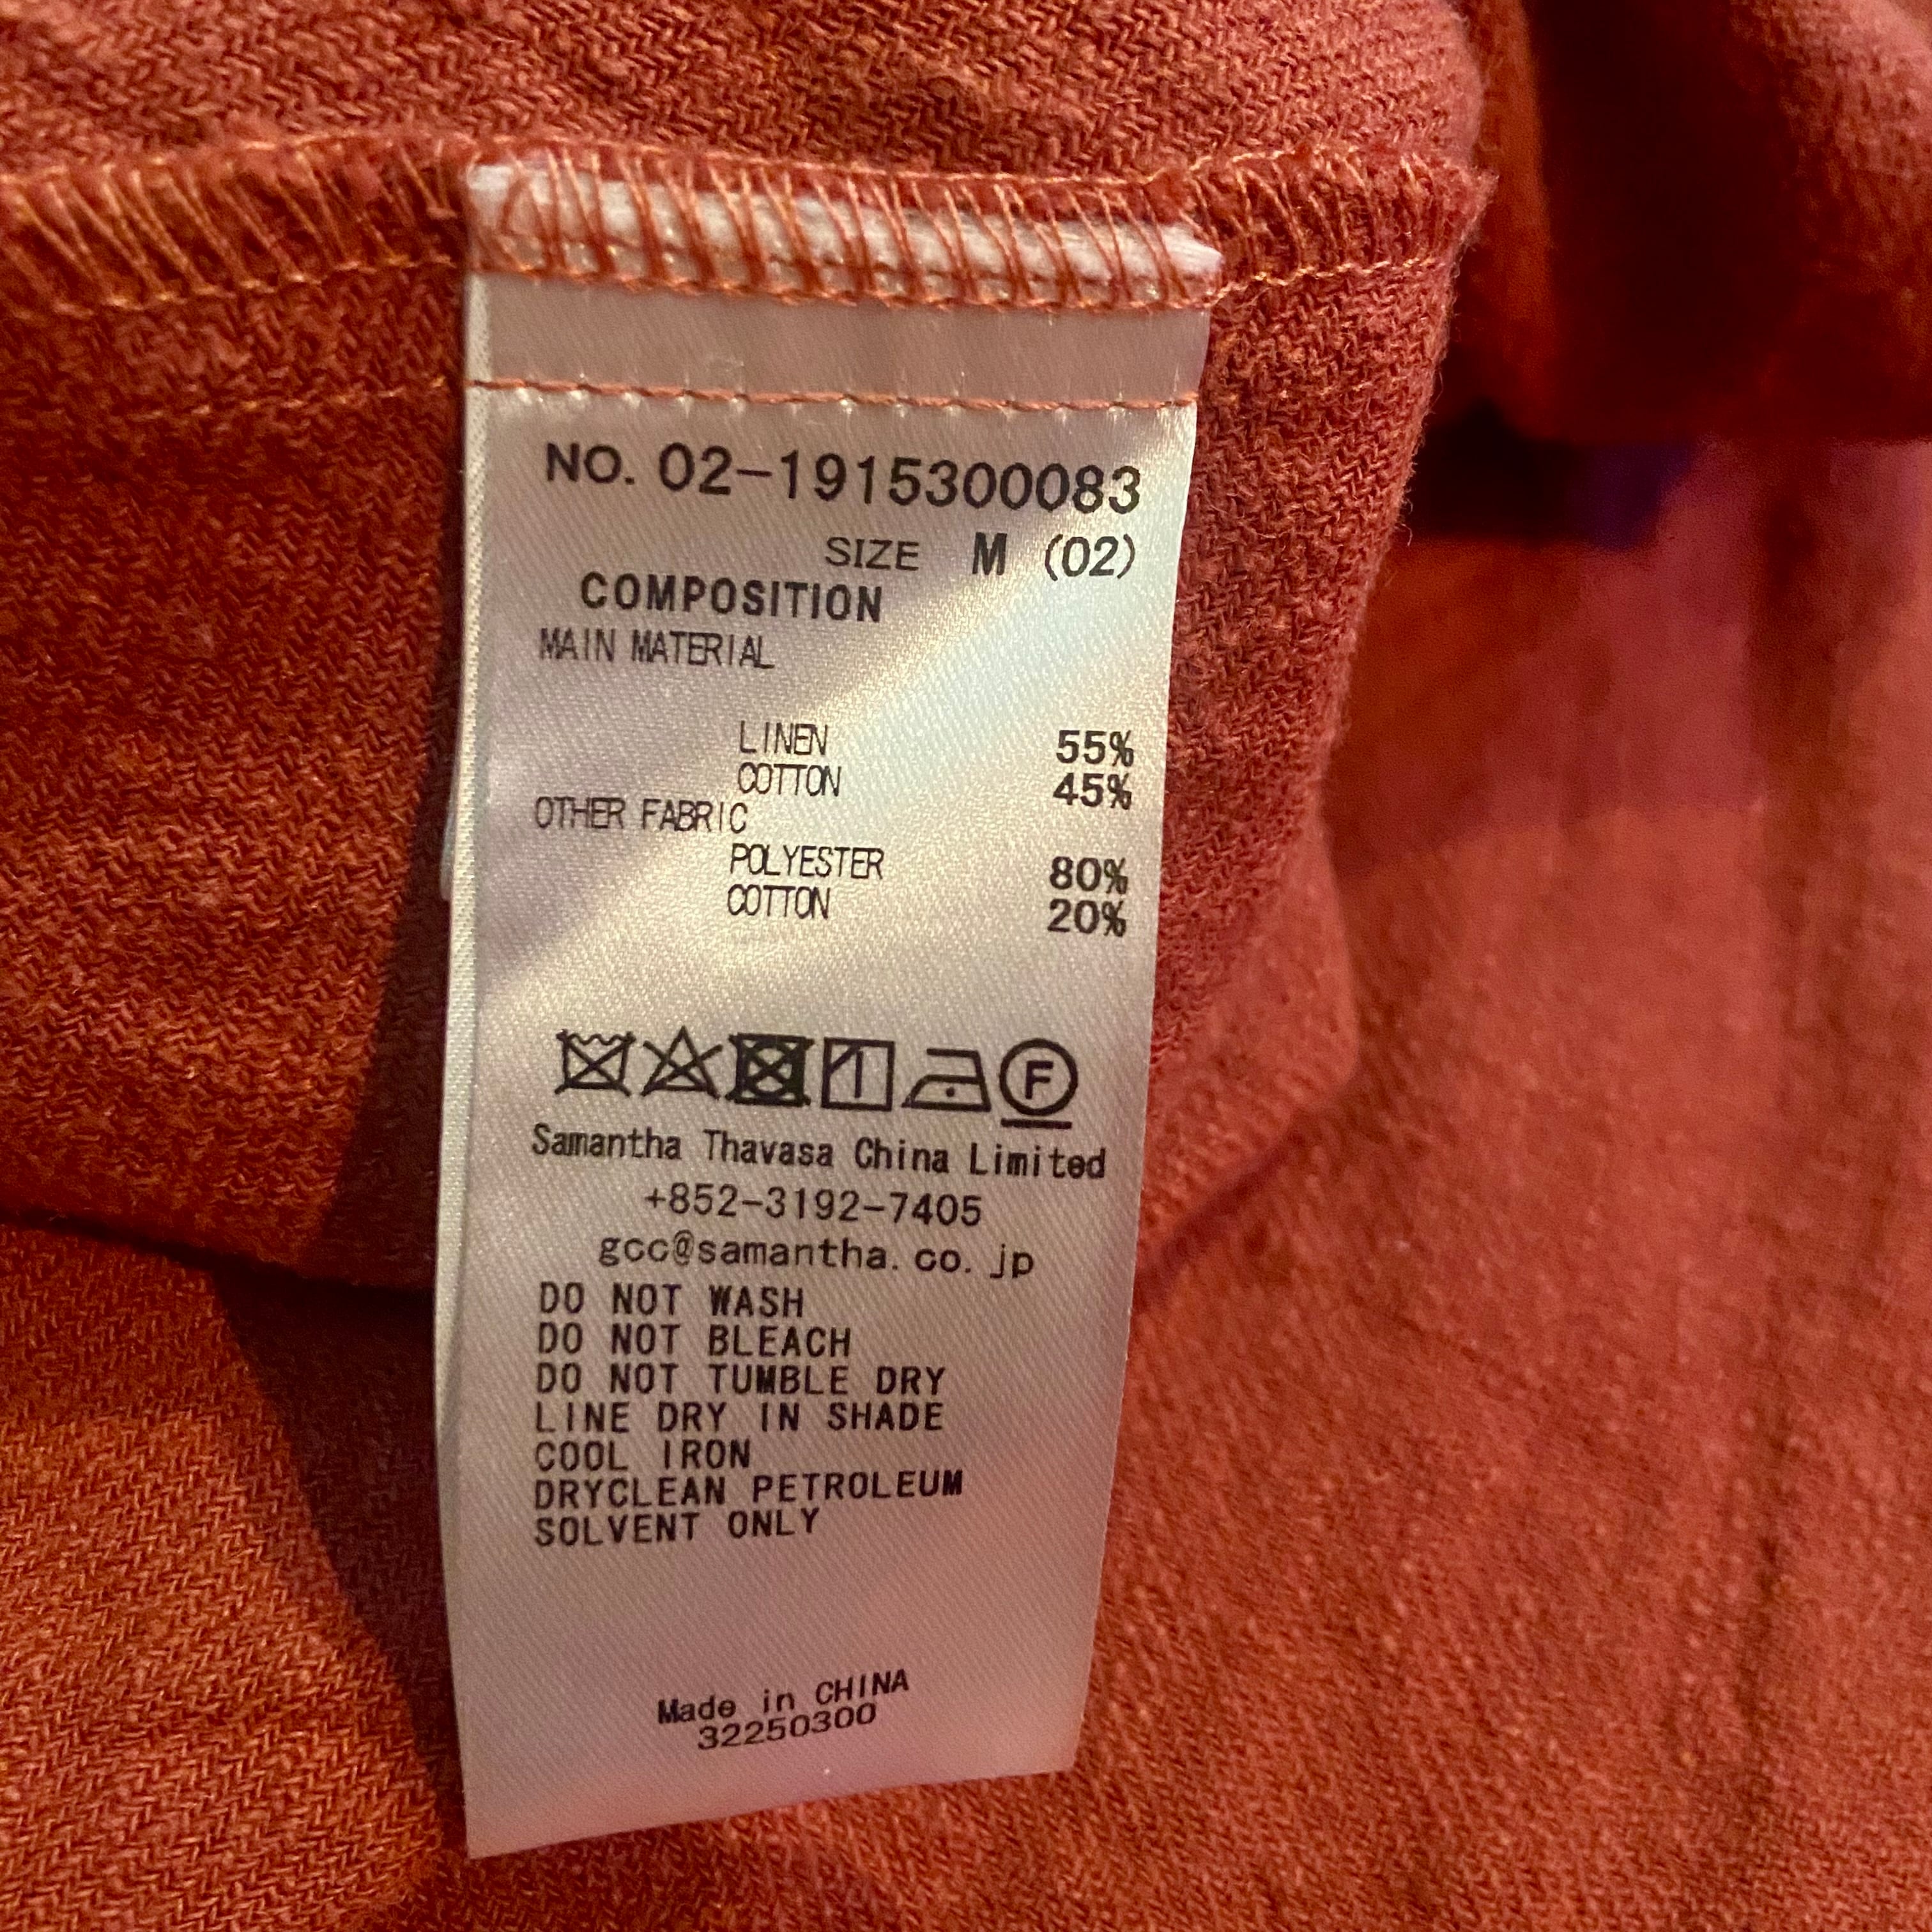 NO. 02-1915300083
SIZE M (02)
COMPOSITION
MAIN MATERIAL
LINEN 55%
COTTON 45%
OTHER FABRIC
POLYESTER 80%
COTTON 20%
F
Samantha Thavasa China Limited
+852-3192-7405
gcc@samantha.co.jp
DO NOT WASH
DO NOT BLEACH
DO NOT TUMBLE DRY
LINE DRY IN SHADE
COOL IRON
DRYCLEAN PETROLEUM
SOLVENT ONLY
Made in CHINA
32250300